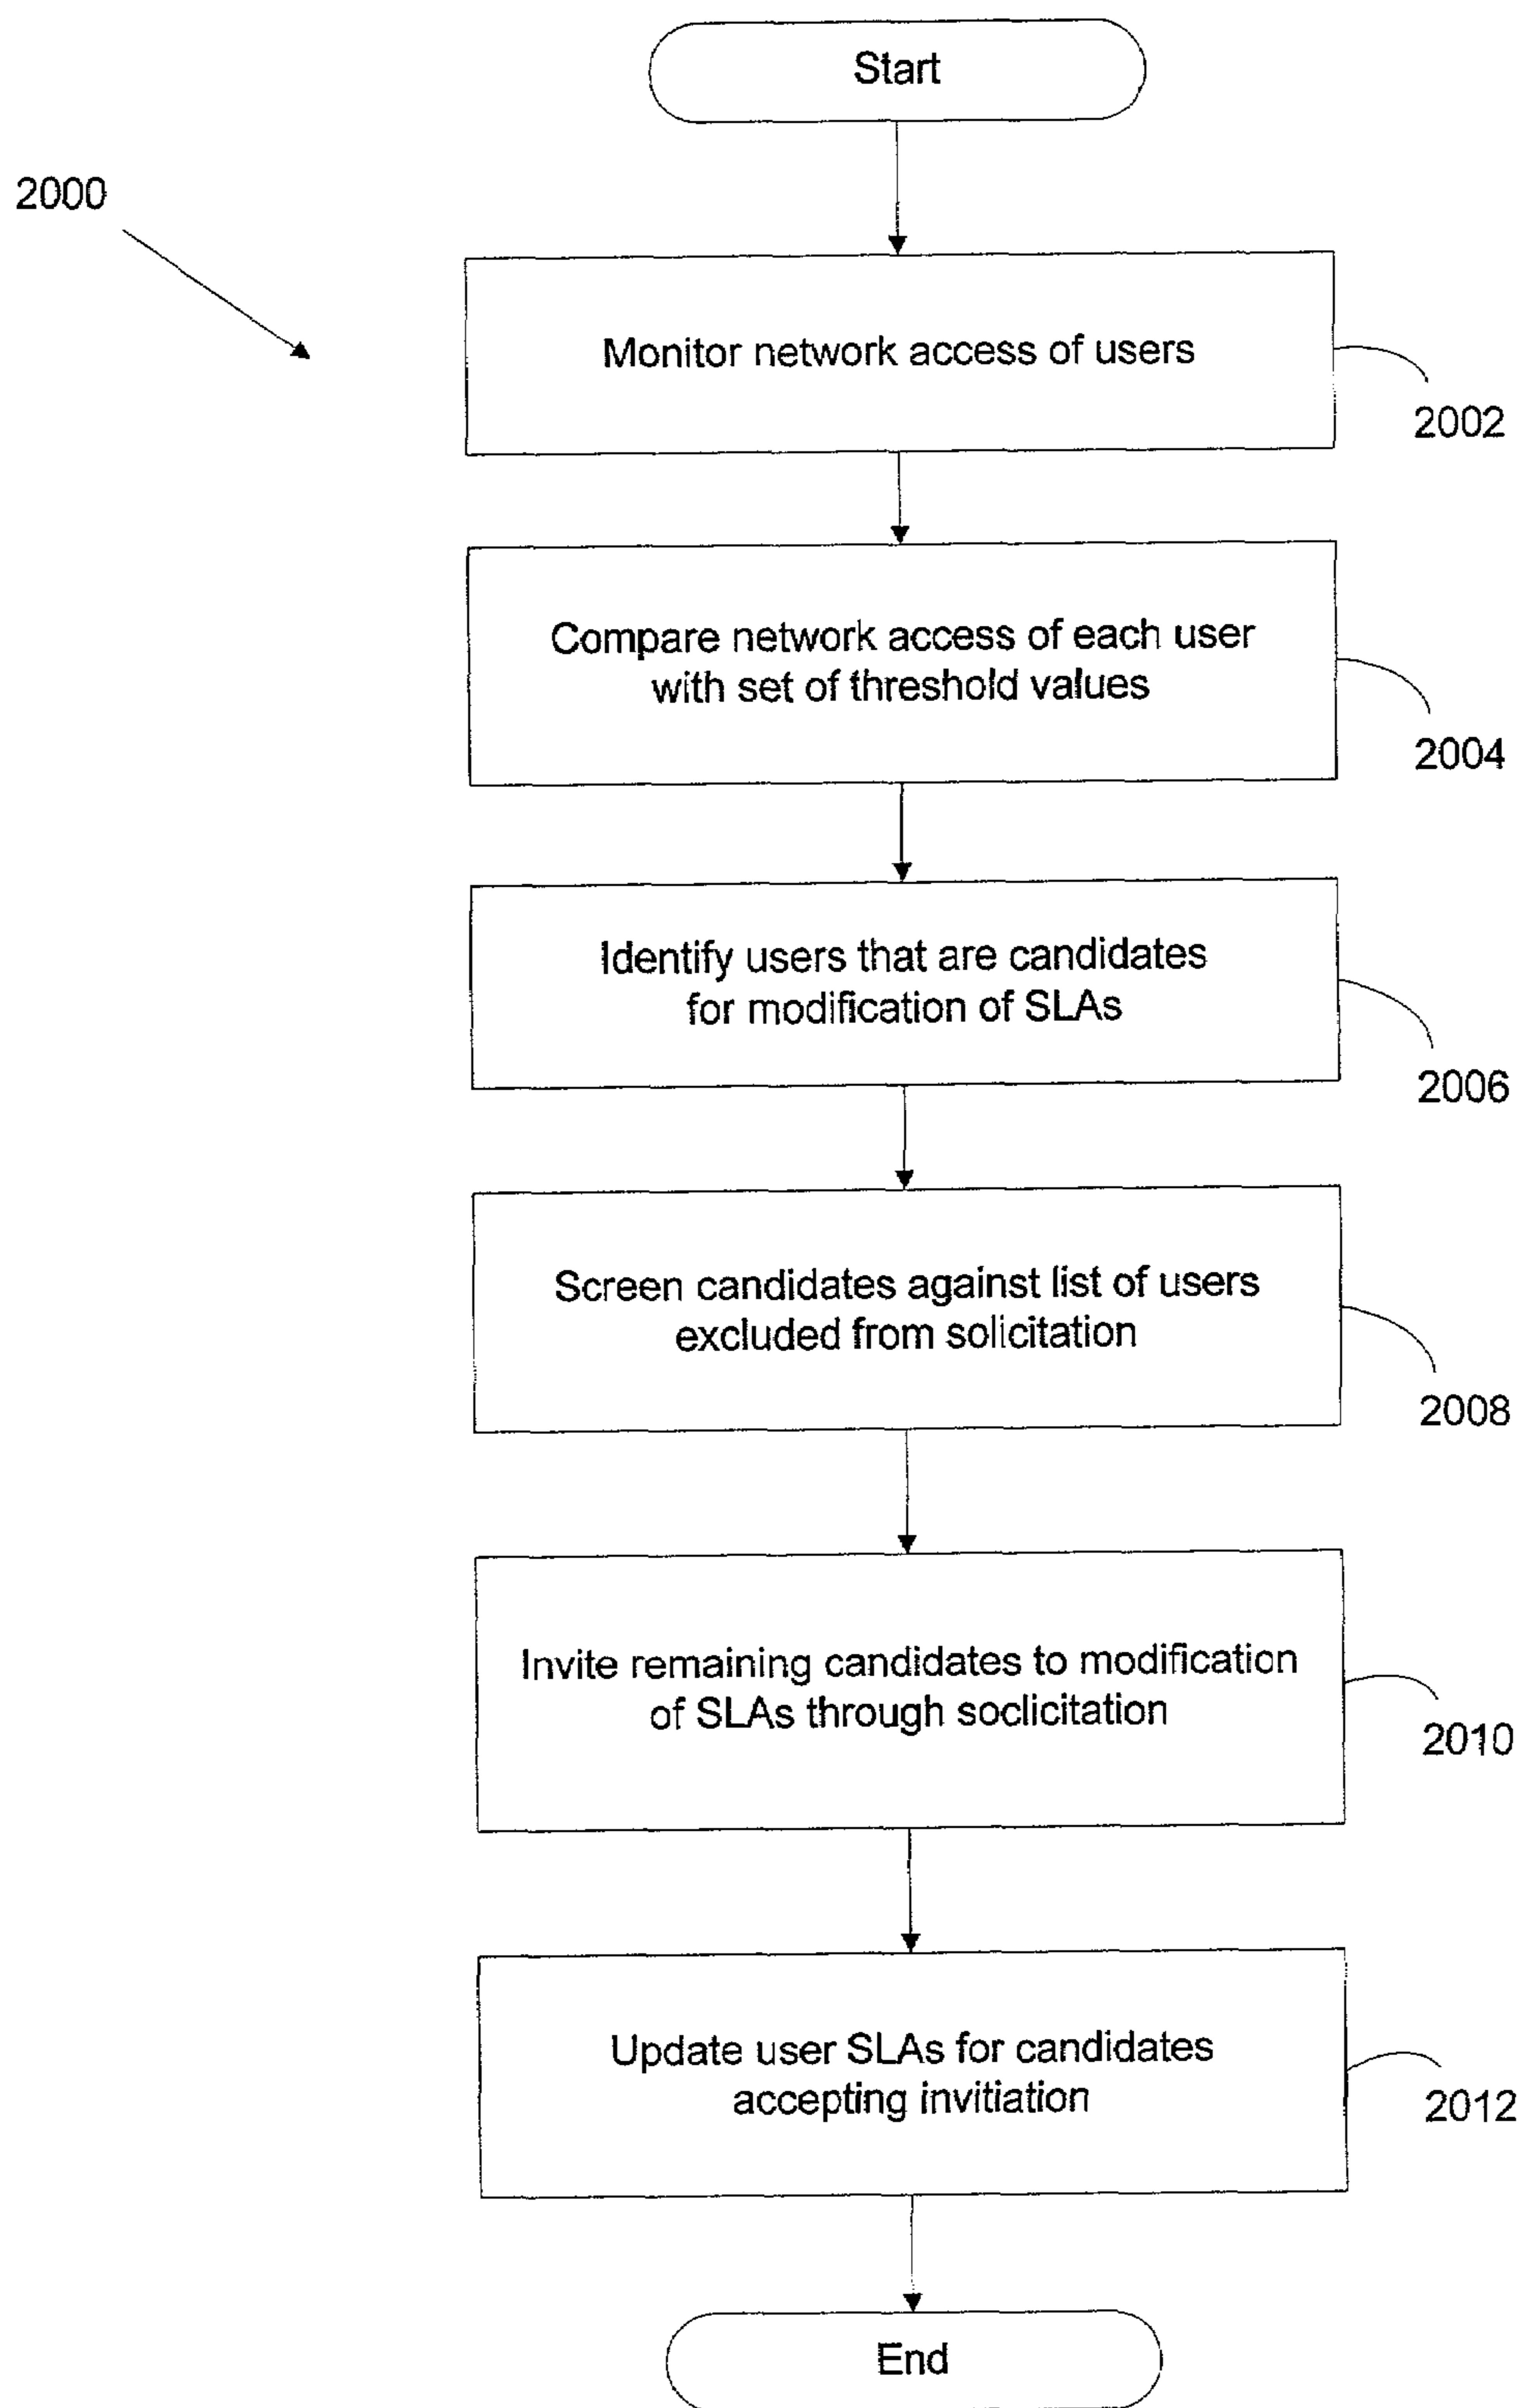 Start
2000
Monitor network access of users
2002
Compare network access of each user
with set of threshold values
2004
Identify users that are candidates
for modification of SLAs
2006
Screen candidates against list of users
excluded from solicitation
2008
Invite remaining candidates to modification
of SLAs through soclicitation
2010
Update user SLAs for candidates
accepting invitiation
2012
End